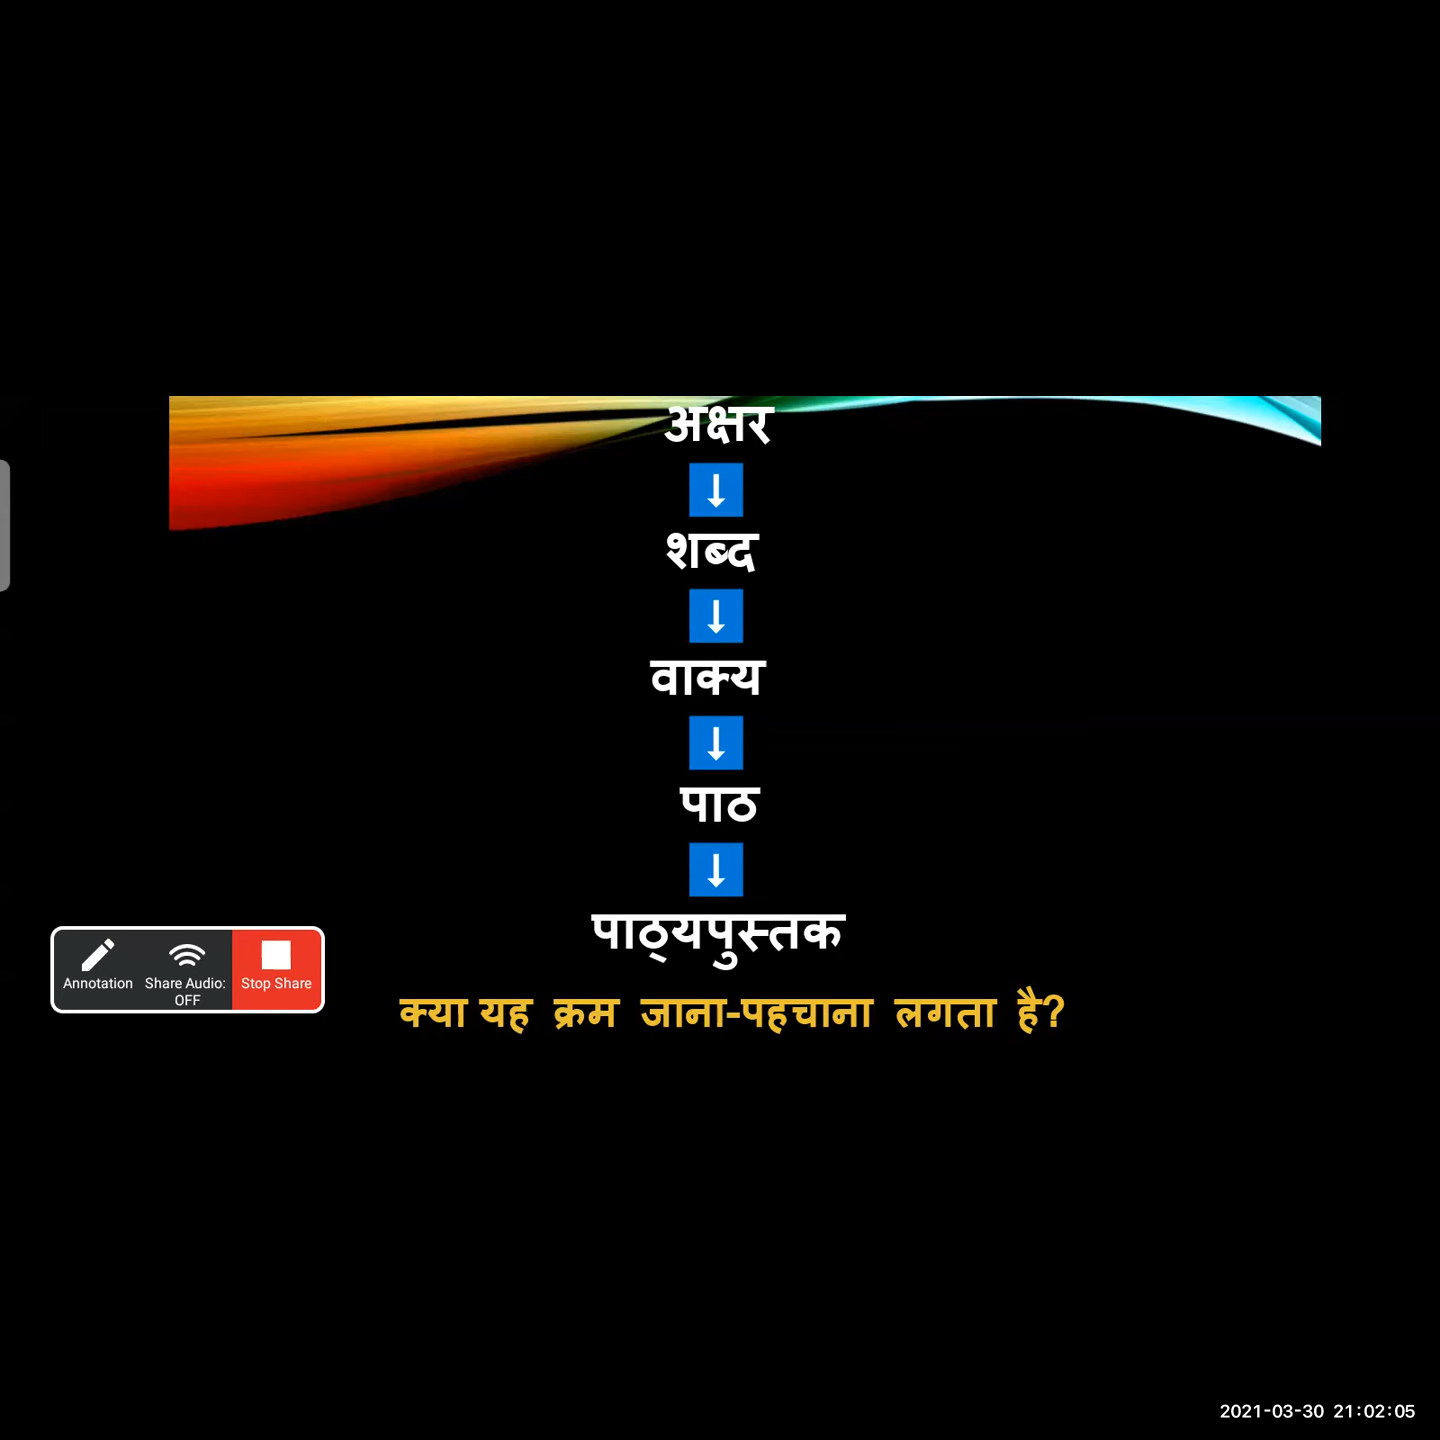 अक्षर
↓
शब्द
↓
वाक्य
↓
पाठ
↓
पाठ्यपुस्तक
क्या यह क्रम जाना-पहचाना लगता है?
Annotation
Share Audio: OFF
Stop Share
2021-03-30 21:02:05